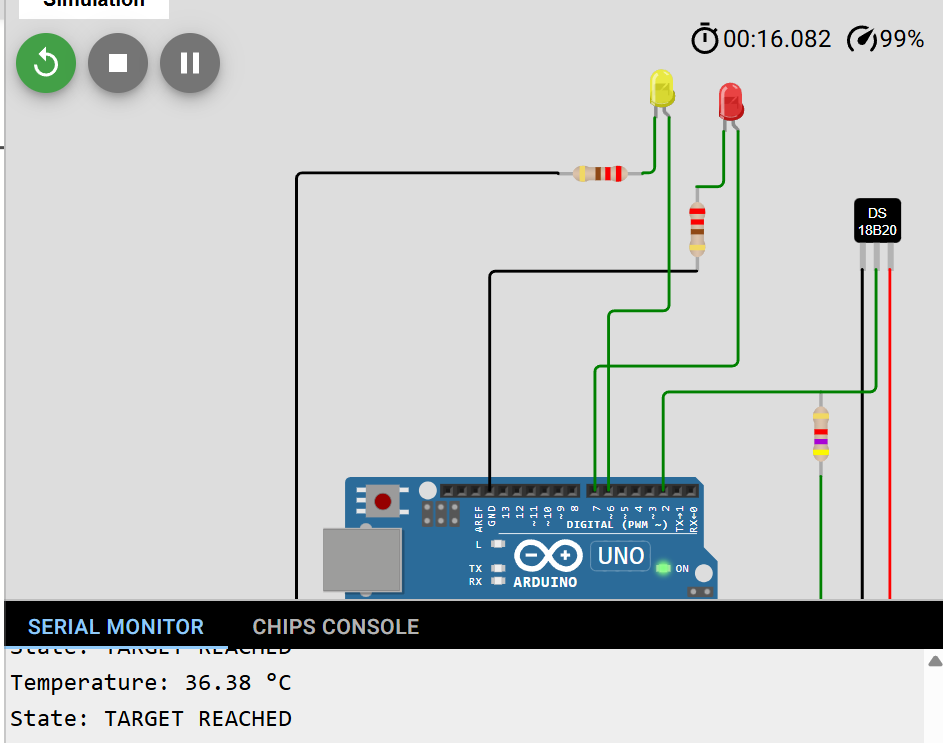 Simulation
00:16.082 99%
DS
18B20
AREF
GND
13
12
~11
~10
~9
8
7
~6
~5
4
~3
2
TX→1
RX←0
DIGITAL (PWM ~)
L
UNO
TX
RX
ON
ARDUINO
SERIAL MONITOR CHIPS CONSOLE
State: TARGET REACHED
Temperature: 36.38 °C
State: TARGET REACHED